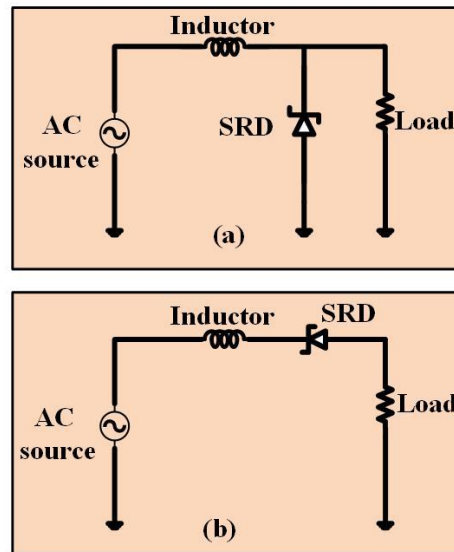 Inductor
AC
source
SRD
Load
(a)
Inductor
SRD
AC
source
Load
(b)